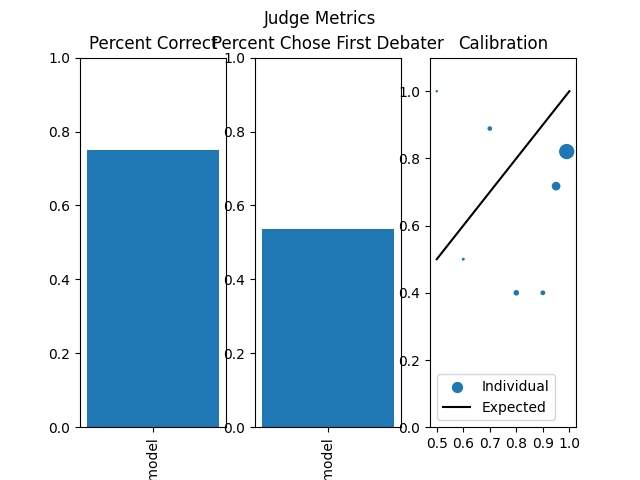 Judge Metrics
Percent Correct
Percent Chose First Debater
Calibration
1.0
0.8
0.6
0.4
0.2
0.0
model
1.0
0.8
0.6
0.4
0.2
0.0
model
1.0
0.8
0.6
0.4
0.2
0.0
Individual
Expected
0.5 0.6 0.7 0.8 0.9 1.0